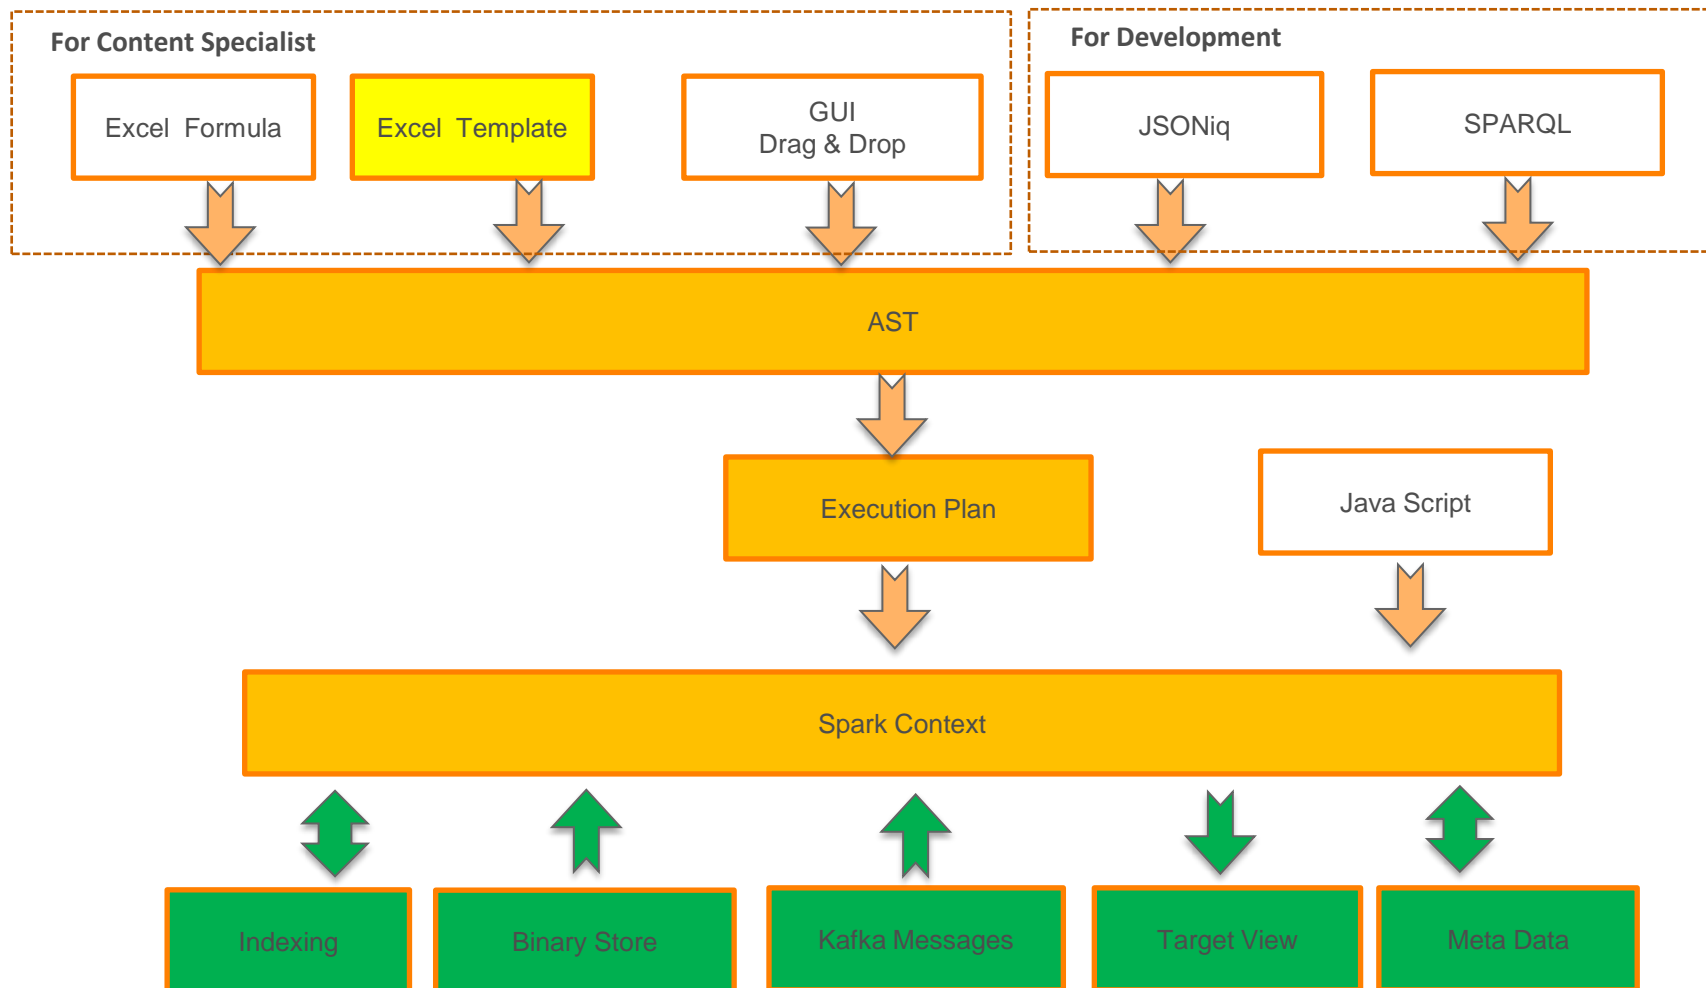 For Content Specialist
For Development
Excel Formula
Excel Template
GUI
Drag & Drop
JSONiq
SPARQL
AST
Execution Plan
Java Script
Spark Context
Indexing
Binary Store
Kafka Messages
Target View
Meta Data